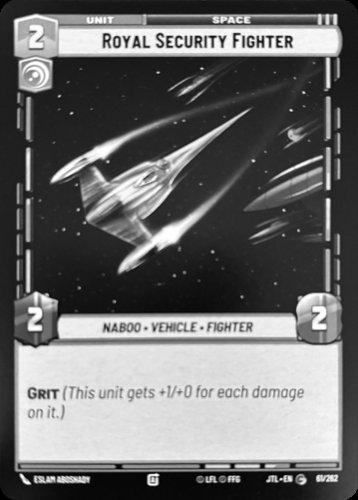 UNIT
SPACE
2
ROYAL SECURITY FIGHTER
2
2
NABOO • VEHICLE • FIGHTER
GRIT (This unit gets +1/+0 for each damage
on it.)
ESLAM ABOSHADY
©LFL ©FFG
JTL•EN C
61/262